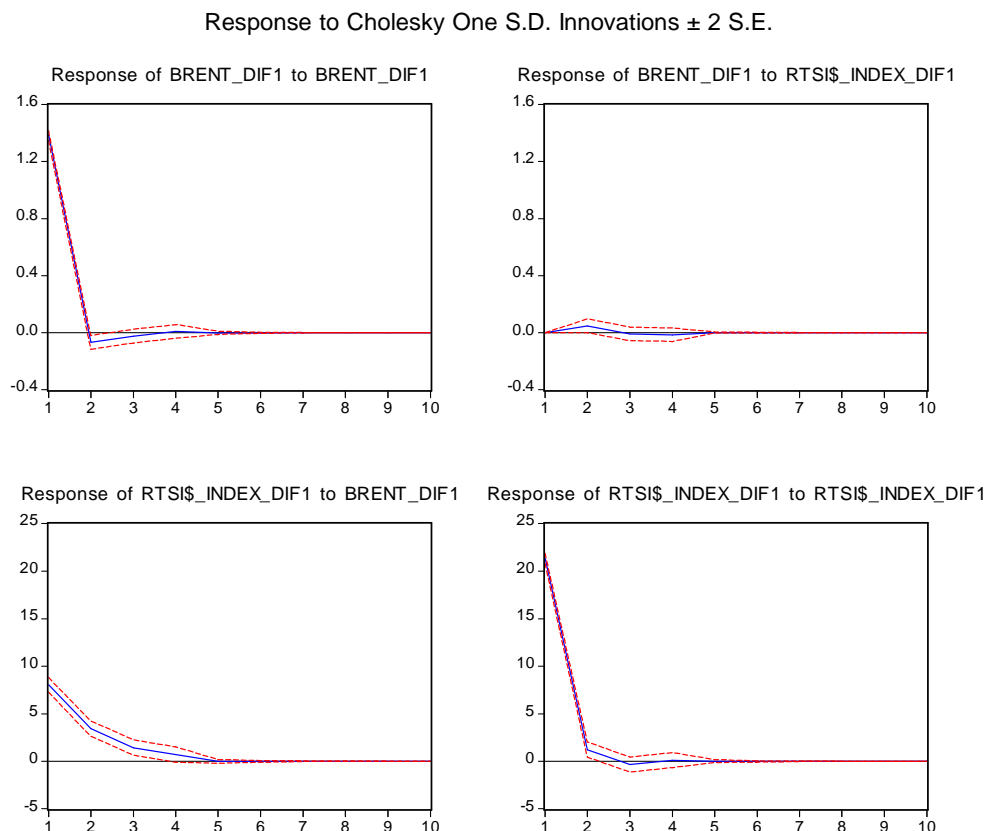 Response to Cholesky One S.D. Innovations ± 2 S.E.
Response of BRENT_DIF1 to BRENT_DIF1
1.6
1.2
0.8
0.4
0.0
-0.4
1 2 3 4 5 6 7 8 9 10
Response of BRENT_DIF1 to RTSI$_INDEX_DIF1
1.6
1.2
0.8
0.4
0.0
-0.4
1 2 3 4 5 6 7 8 9 10
Response of RTSI$_INDEX_DIF1 to BRENT_DIF1
25
20
15
10
5
0
-5
1 2 3 4 5 6 7 8 9 10
Response of RTSI$_INDEX_DIF1 to RTSI$_INDEX_DIF1
25
20
15
10
5
0
-5
1 2 3 4 5 6 7 8 9 10